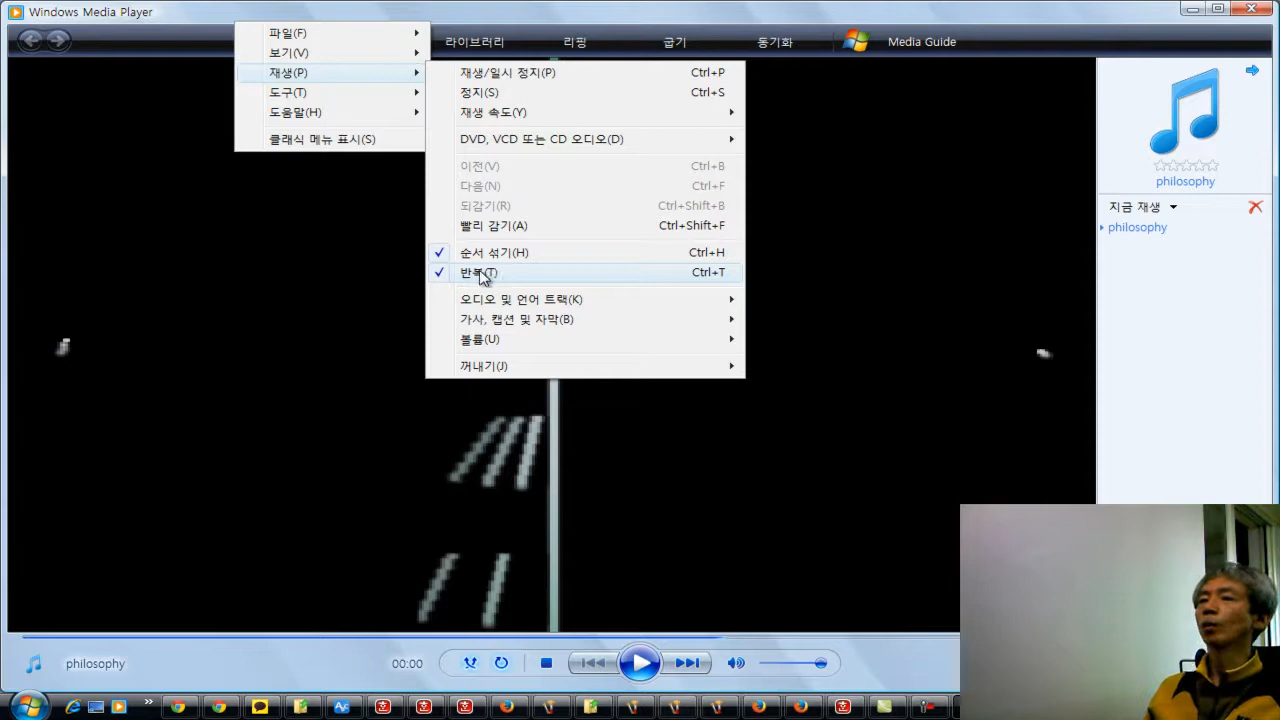 Windows Media Player
파일(F)
보기(V)
재생(P)
도구(T)
도움말(H)
클래식 메뉴 표시(S)
라이브러리
리핑
굽기
동기화
Media Guide
재생/일시 정지(P) Ctrl+P
정지(S) Ctrl+S
재생 속도(Y)
DVD, VCD 또는 CD 오디오(D)
이전(V) Ctrl+B
다음(N) Ctrl+F
되감기(R) Ctrl+Shift+B
빨리 감기(A) Ctrl+Shift+F
순서 섞기(H) Ctrl+H
반복(T) Ctrl+T
오디오 및 언어 트랙(K)
가사, 캡션 및 자막(B)
볼륨(U)
꺼내기(J)
philosophy
지금 재생
philosophy
philosophy
00:00